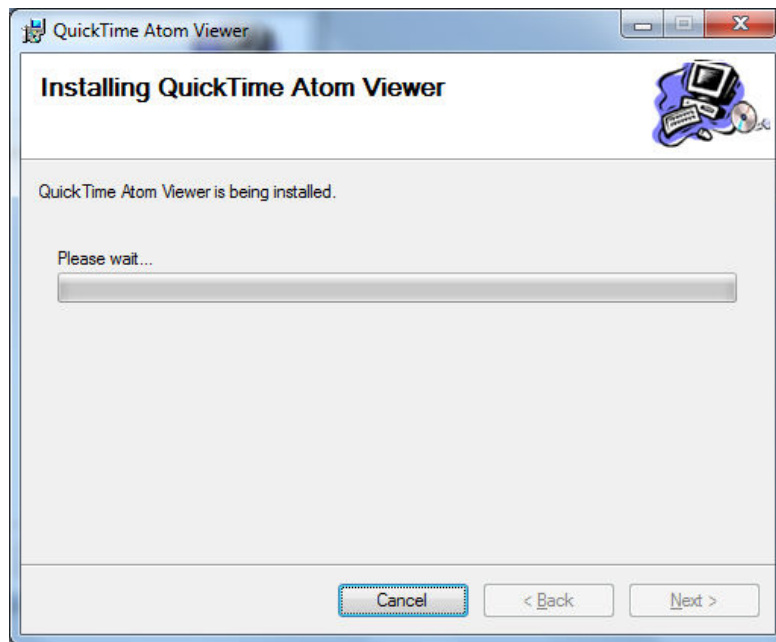 QuickTime Atom Viewer
Installing QuickTime Atom Viewer
QuickTime Atom Viewer is being installed.
Please wait...
Cancel
< Back
Next >